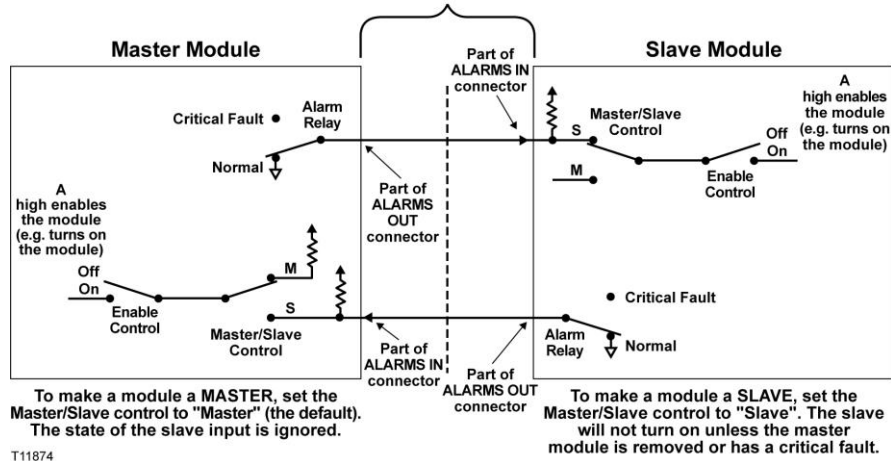 Master Module
Slave Module
Part of
ALARMS IN
connector
Critical Fault
Alarm
Relay
Normal
Part of
ALARMS
OUT
connector
A
high enables
the module
(e.g. turns on
the module)
Off
On
Enable
Control
M
S
Master/Slave
Control
Part of
ALARMS IN
connector
S
M
Master/Slave
Control
A
high enables
the module
(e.g. turns on
the module)
Off
On
Enable
Control
Critical Fault
Alarm
Relay
Normal
Part of
ALARMS OUT
connector
To make a module a MASTER, set the
Master/Slave control to "Master" (the default).
The state of the slave input is ignored.
To make a module a SLAVE, set the
Master/Slave control to "Slave". The slave
will not turn on unless the master
module is removed or has a critical fault.
T11874